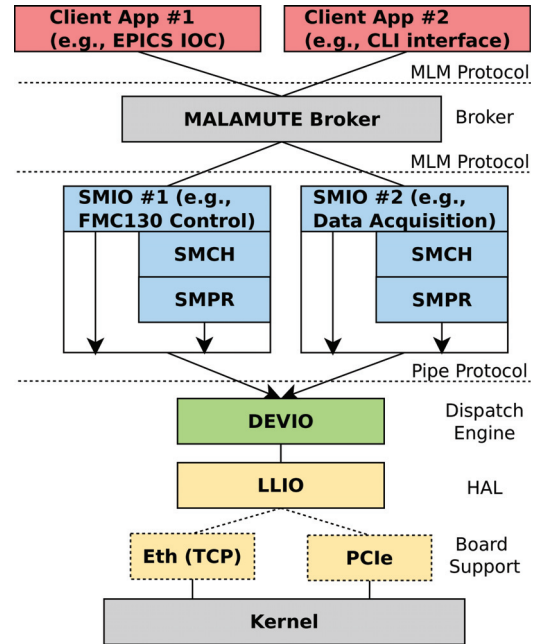 Client App #1
(e.g., EPICS IOC)
Client App #2
(e.g., CLI interface)
MLM Protocol
MALAMUTE Broker
Broker
MLM Protocol
SMIO #1 (e.g.,
FMC130 Control)
SMIO #2 (e.g.,
Data Acquisition)
SMCH
SMCH
SMPR
SMPR
Pipe Protocol
DEVIO
Dispatch
Engine
LLIO
HAL
Eth (TCP)
PCIe
Board
Support
Kernel